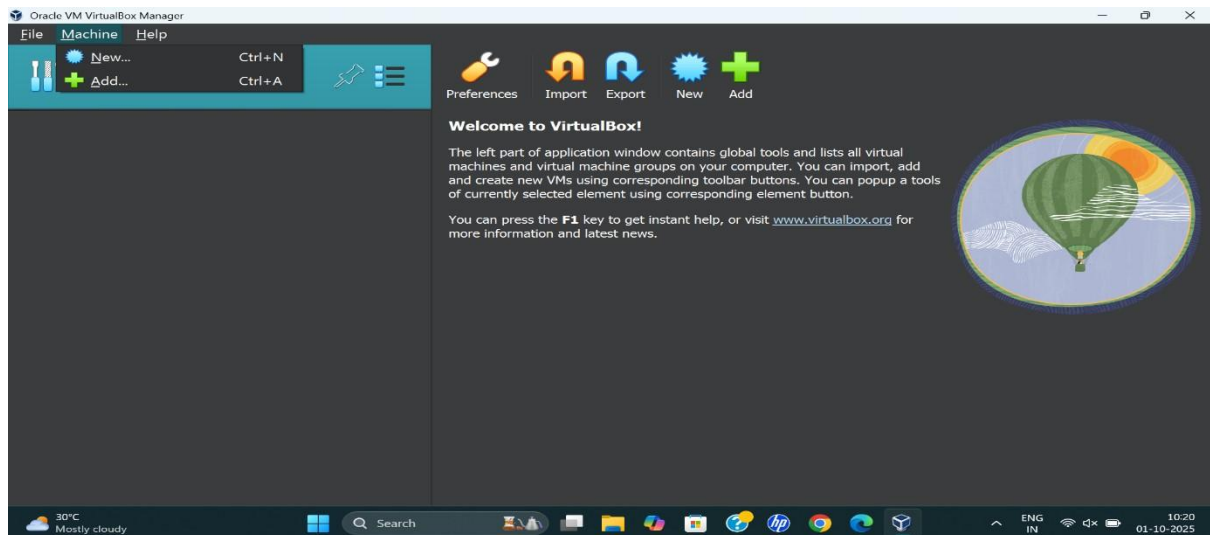 Oracle VM VirtualBox Manager
File Machine Help
New... Ctrl+N
Add... Ctrl+A
Preferences Import Export New Add
Welcome to VirtualBox!
The left part of application window contains global tools and lists all virtual
machines and virtual machine groups on your computer. You can import, add
and create new VMs using corresponding toolbar buttons. You can popup a tools
of currently selected element using corresponding element button.
You can press the F1 key to get instant help, or visit www.virtualbox.org for
more information and latest news.
30°C
Mostly cloudy
Search
hp
ENG
IN
10:20
01-10-2025